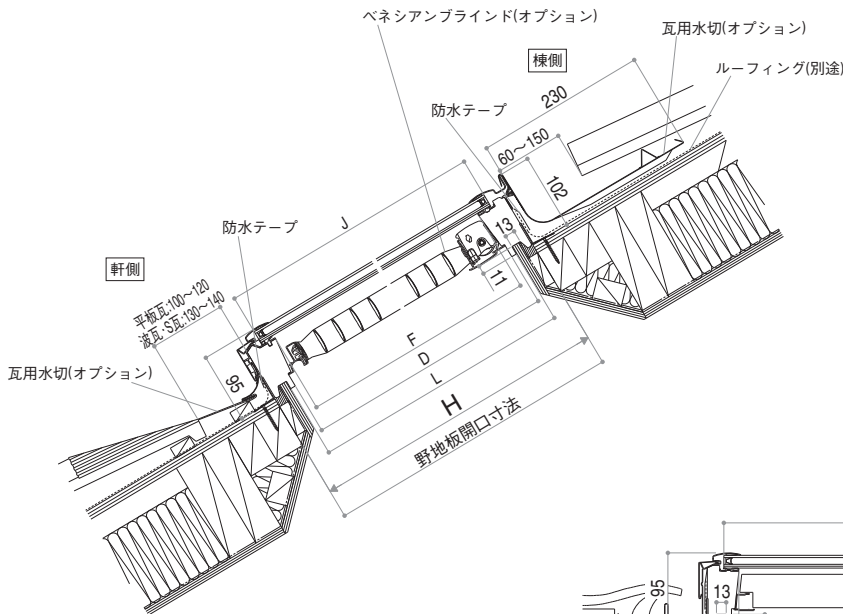 ベネシアンブラインド(オプション)
瓦用水切(オプション)
棟側
ルーフィング(別途)
230
防水テープ
60～150
102
J
防水テープ
13
軒側
11
平板瓦:100～120
波瓦・S瓦:130～140
F
D
瓦用水切(オプション)
95
L
H
野地板開口寸法
95
13